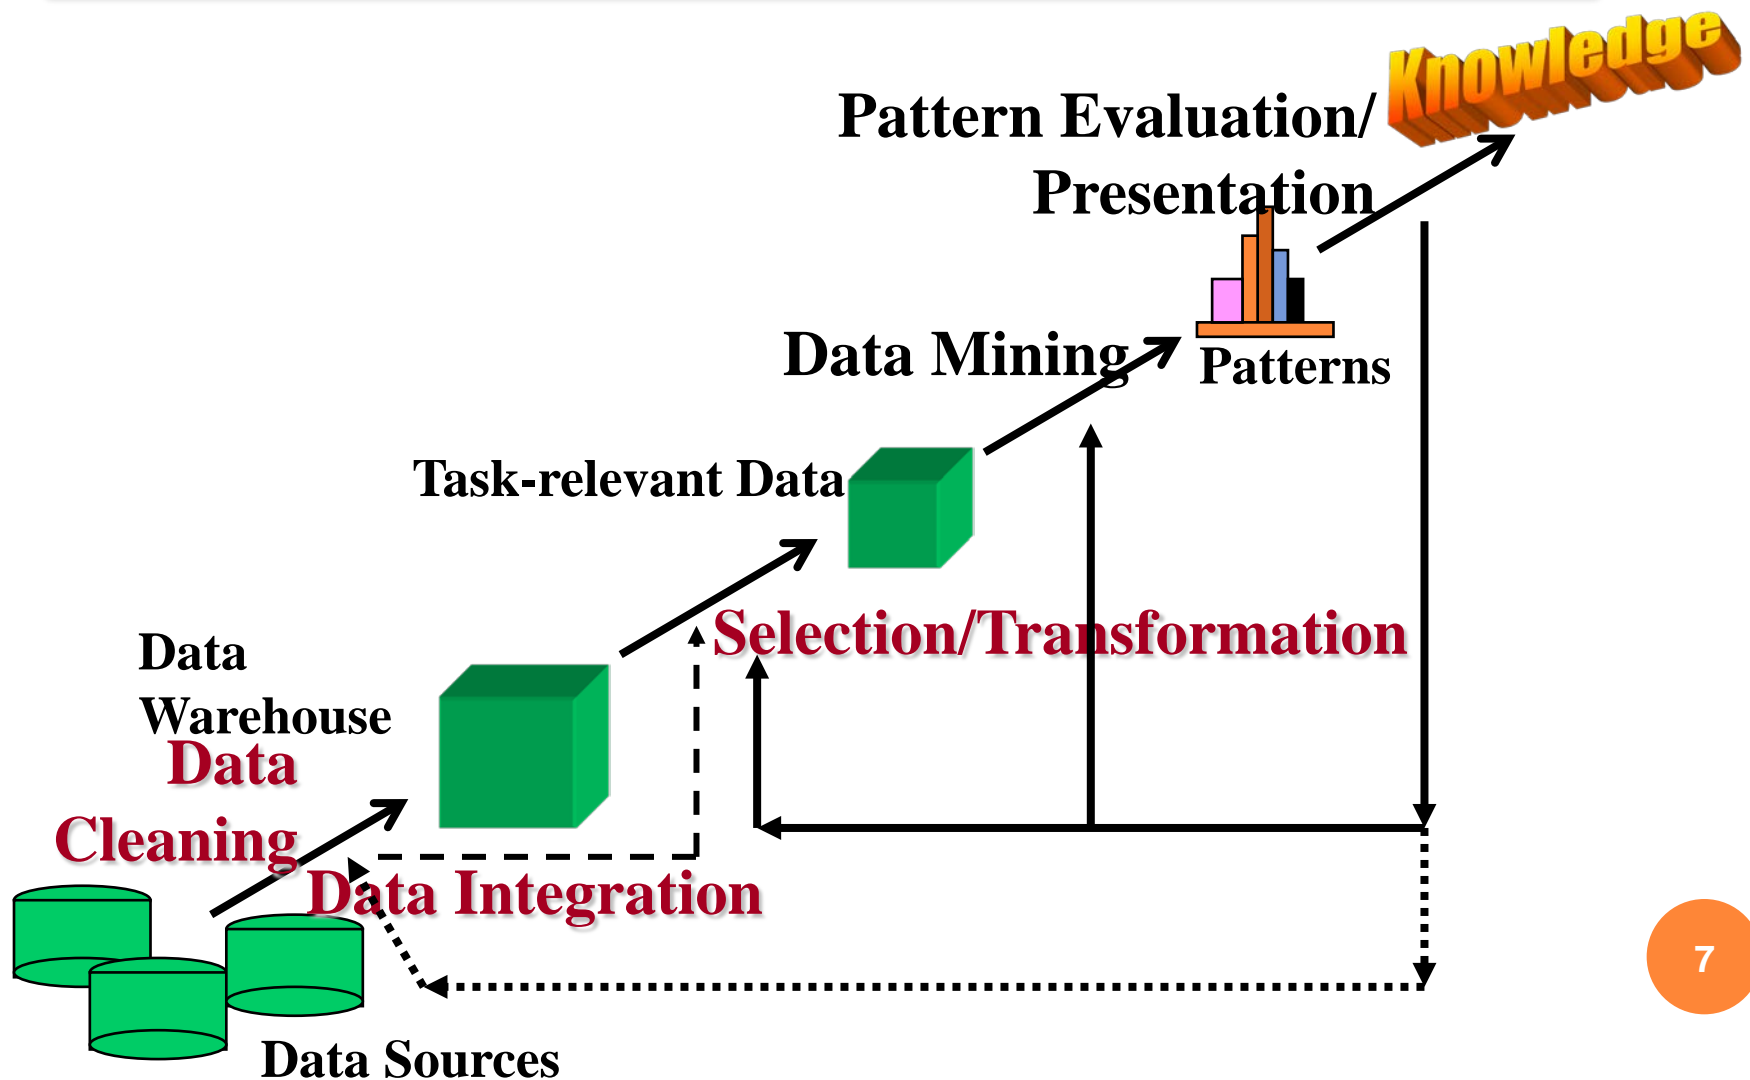 Knowledge
Pattern Evaluation/
Presentation
Data Mining
Patterns
Task-relevant Data
Selection/Transformation
Data
Warehouse
Data
Cleaning
Data Integration
7
Data Sources